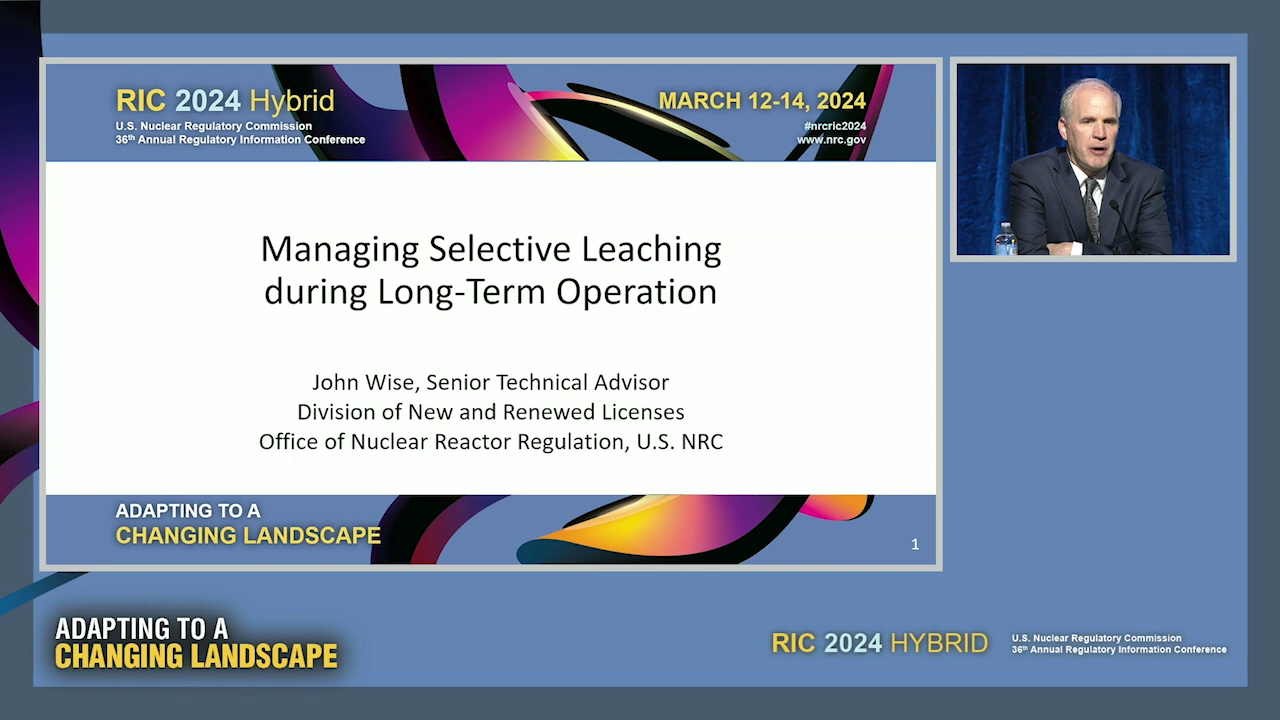 RIC 2024 Hybrid
U.S. Nuclear Regulatory Commission
36th Annual Regulatory Information Conference
MARCH 12-14, 2024
#nrcric2024
www.nrc.gov
Managing Selective Leaching
during Long-Term Operation
John Wise, Senior Technical Advisor
Division of New and Renewed Licenses
Office of Nuclear Reactor Regulation, U.S. NRC
ADAPTING TO A
CHANGING LANDSCAPE
1
ADAPTING TO A
CHANGING LANDSCAPE
RIC 2024 HYBRID
U.S. Nuclear Regulatory Commission
36th Annual Regulatory Information Conference